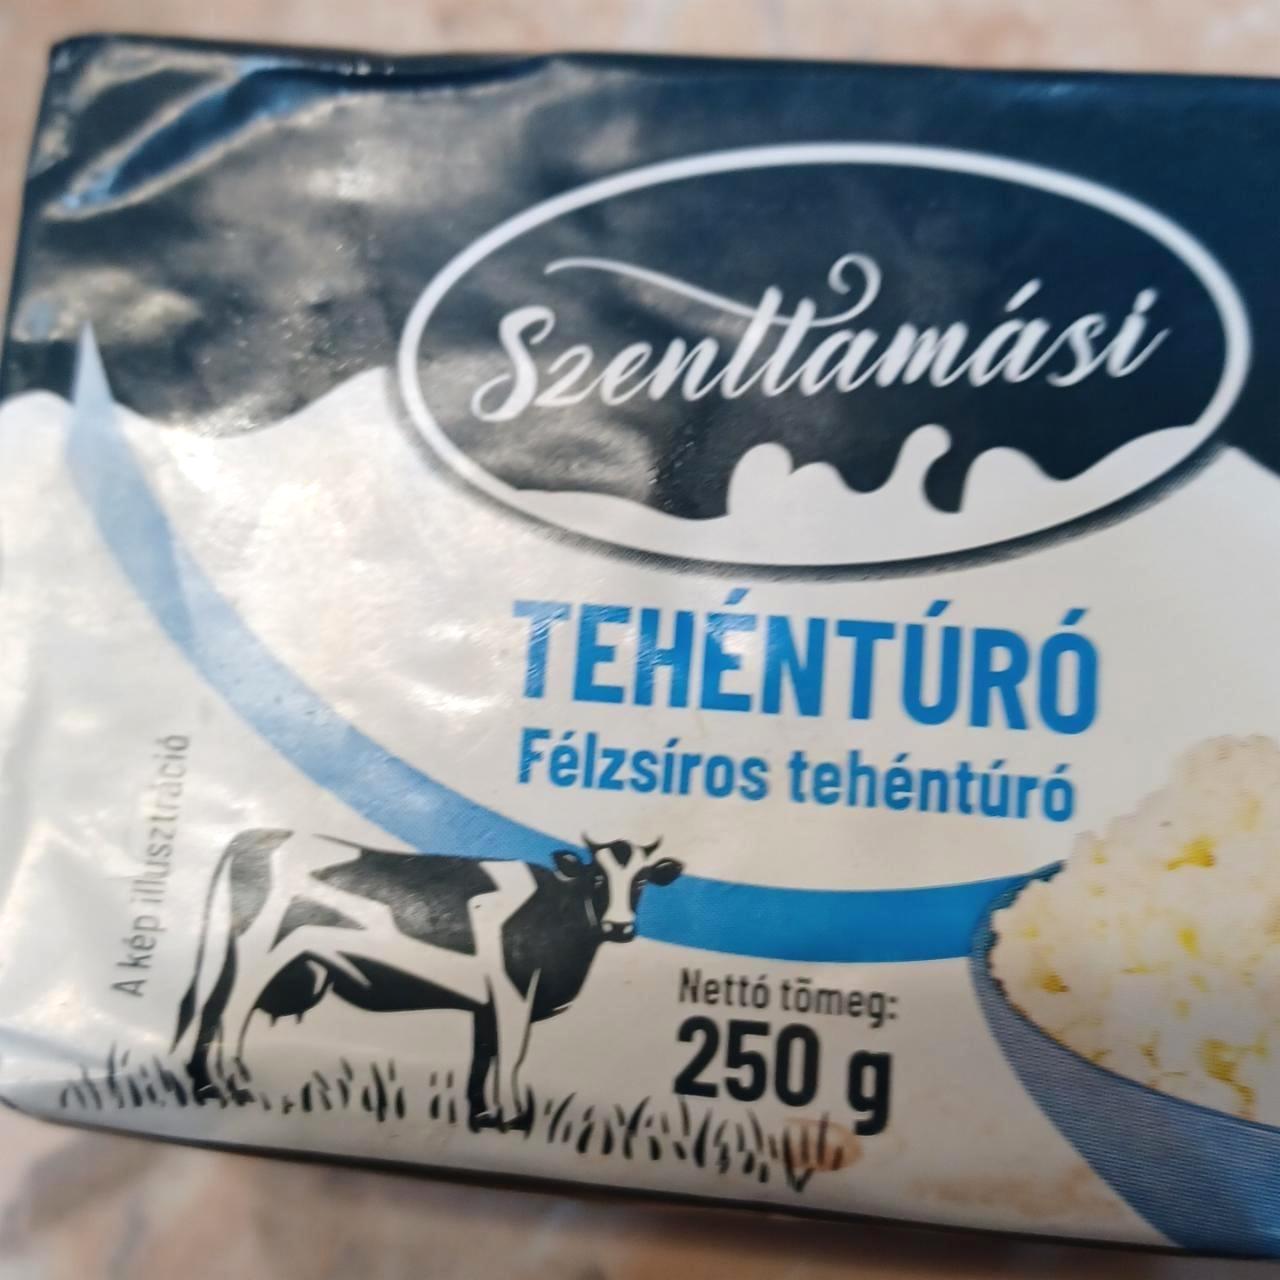 Szenttamási
TEHÉNTÚRÓ
Félzsíros tehéntúró
A kép illusztráció
Nettó tömeg:
250 g